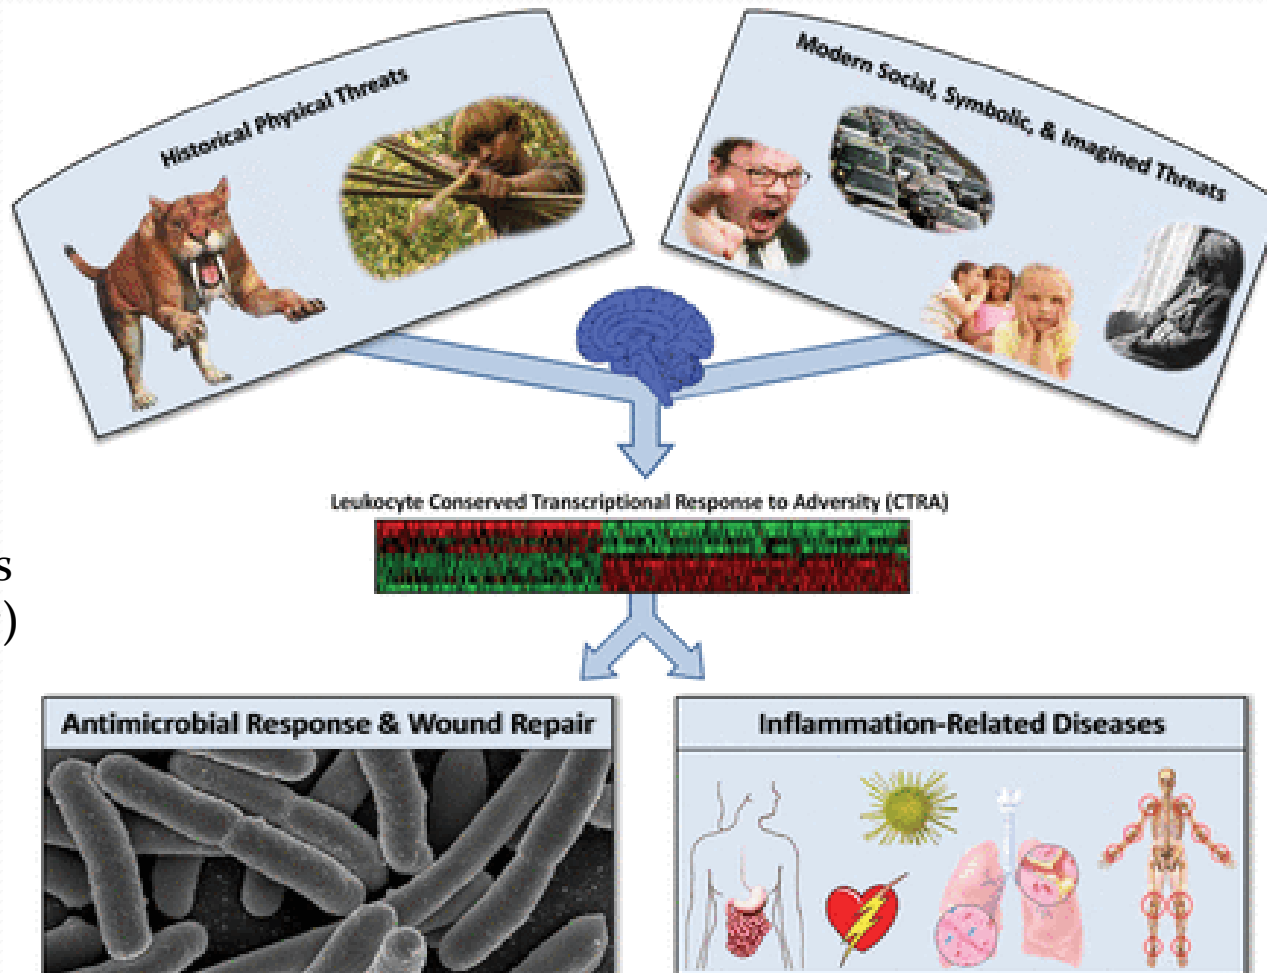 Historical Physical Threats
Modern Social, Symbolic, & Imagined Threats
Leukocyte Conserved Transcriptional Response to Adversity (CTRA)
s
)
Antimicrobial Response & Wound Repair
Inflammation-Related Diseases